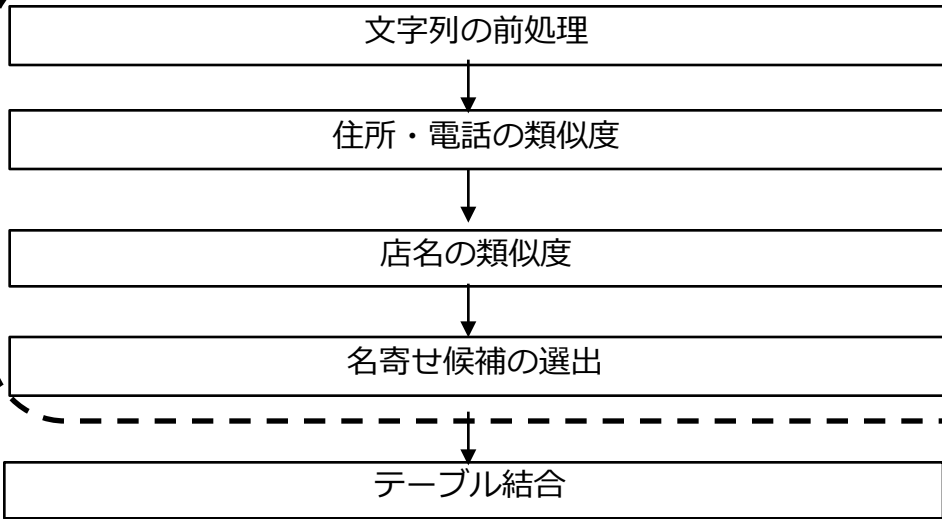 文字列の前処理
住所・電話の類似度
店名の類似度
名寄せ候補の選出
テーブル結合